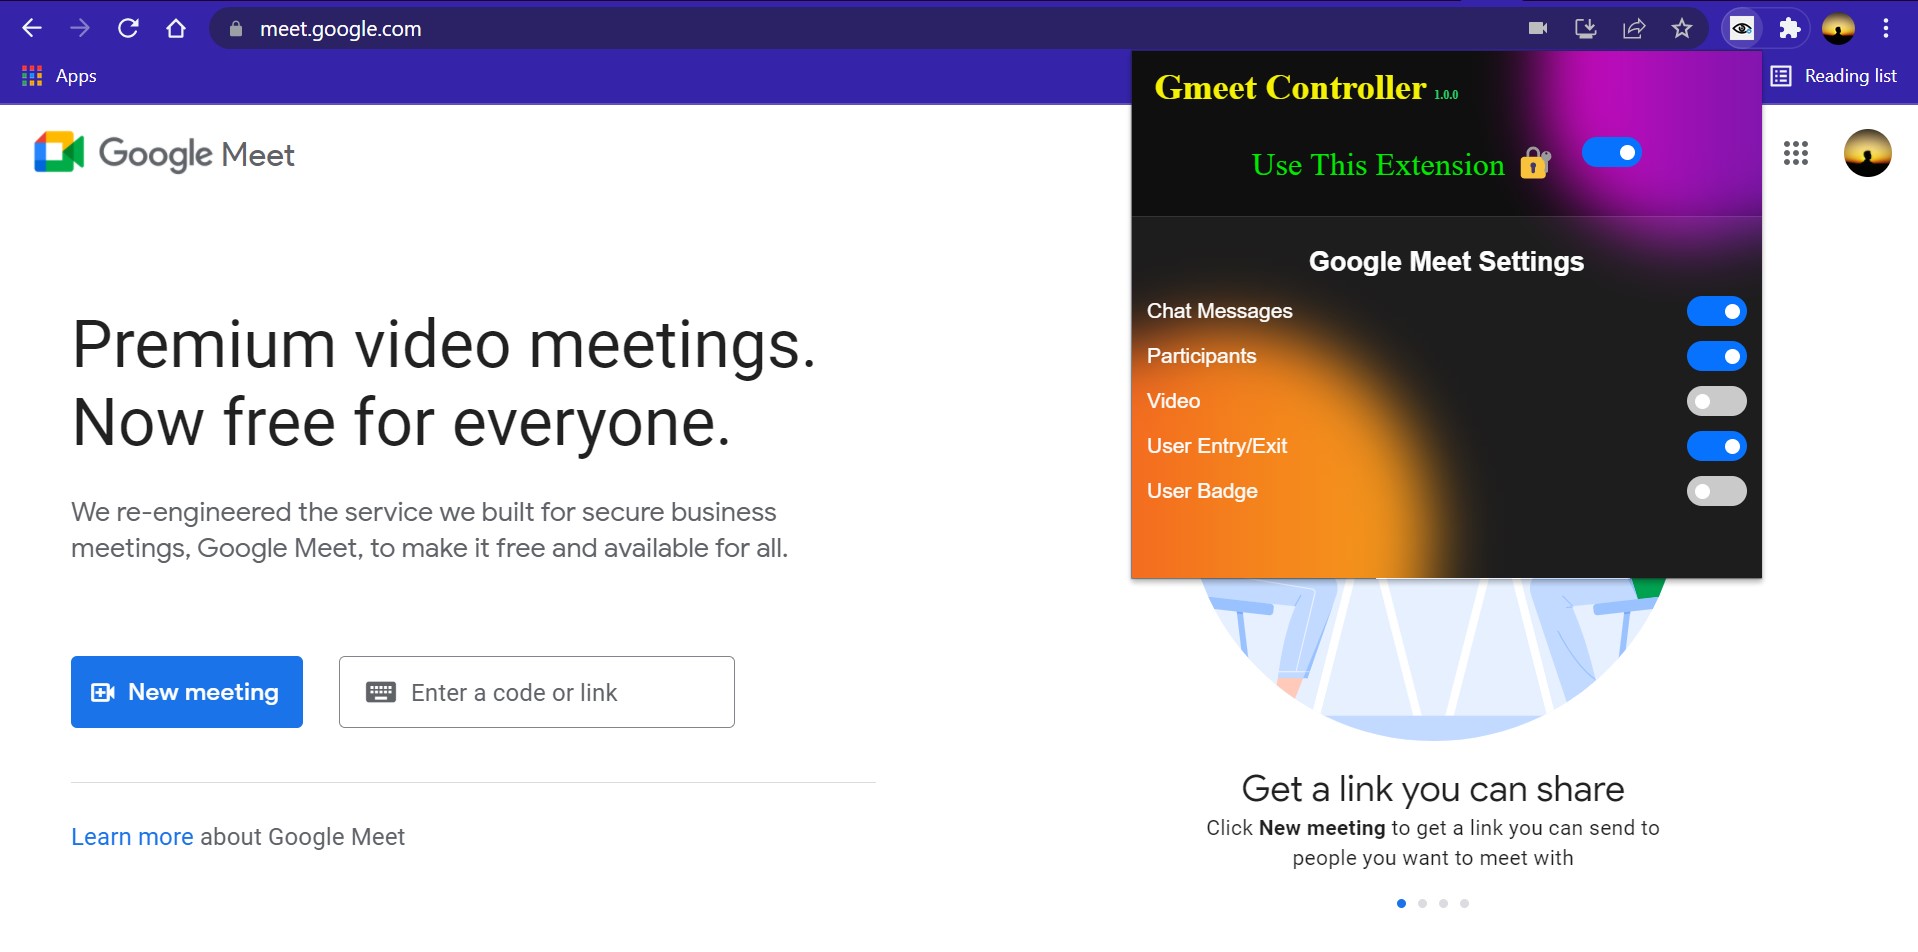 meet.google.com
Apps
Reading list
Google Meet
Gmeet Controller 1.0.0
Use This Extension
Google Meet Settings
Chat Messages
Participants
Video
User Entry/Exit
User Badge
Premium video meetings.
Now free for everyone.
We re-engineered the service we built for secure business
meetings, Google Meet, to make it free and available for all.
New meeting
Enter a code or link
Learn more about Google Meet
Get a link you can share
Click New meeting to get a link you can send to
people you want to meet with